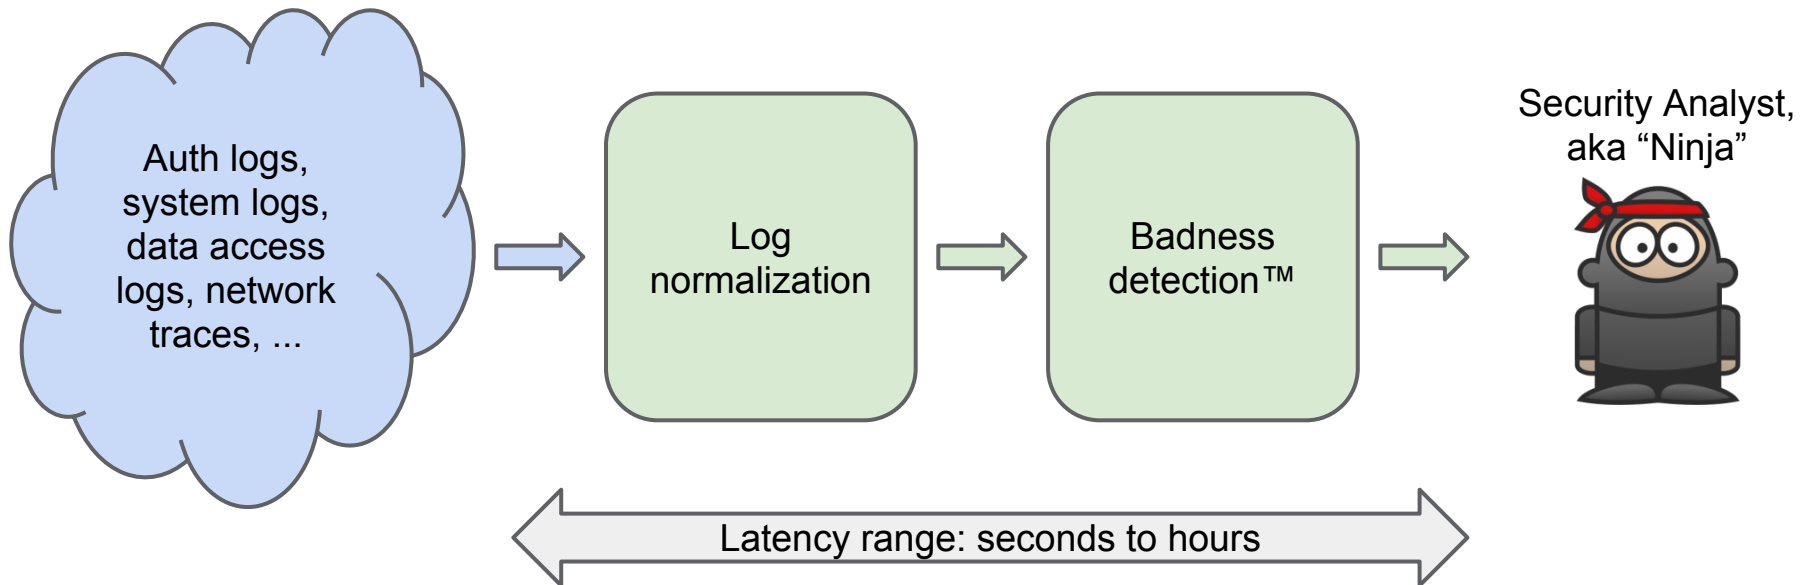 Auth logs,
system logs,
data access
logs, network
traces, ...
Log
normalization
Badness
detection™
Security Analyst,
aka “Ninja”
Latency range: seconds to hours